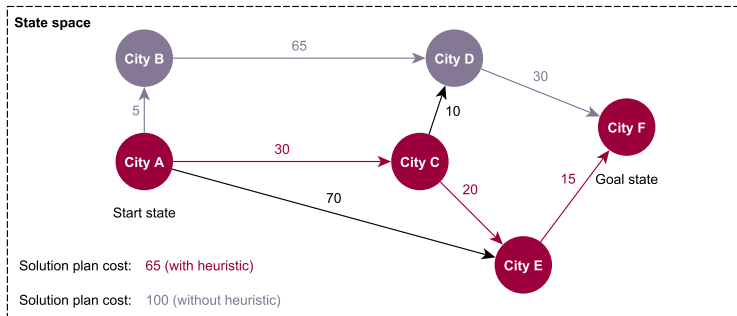 State space
65
City B
City D
30
5
10
City F
30
City A
City C
20
15
Goal state
70
Start state
City E
Solution plan cost: 65 (with heuristic)
Solution plan cost: 100 (without heuristic)